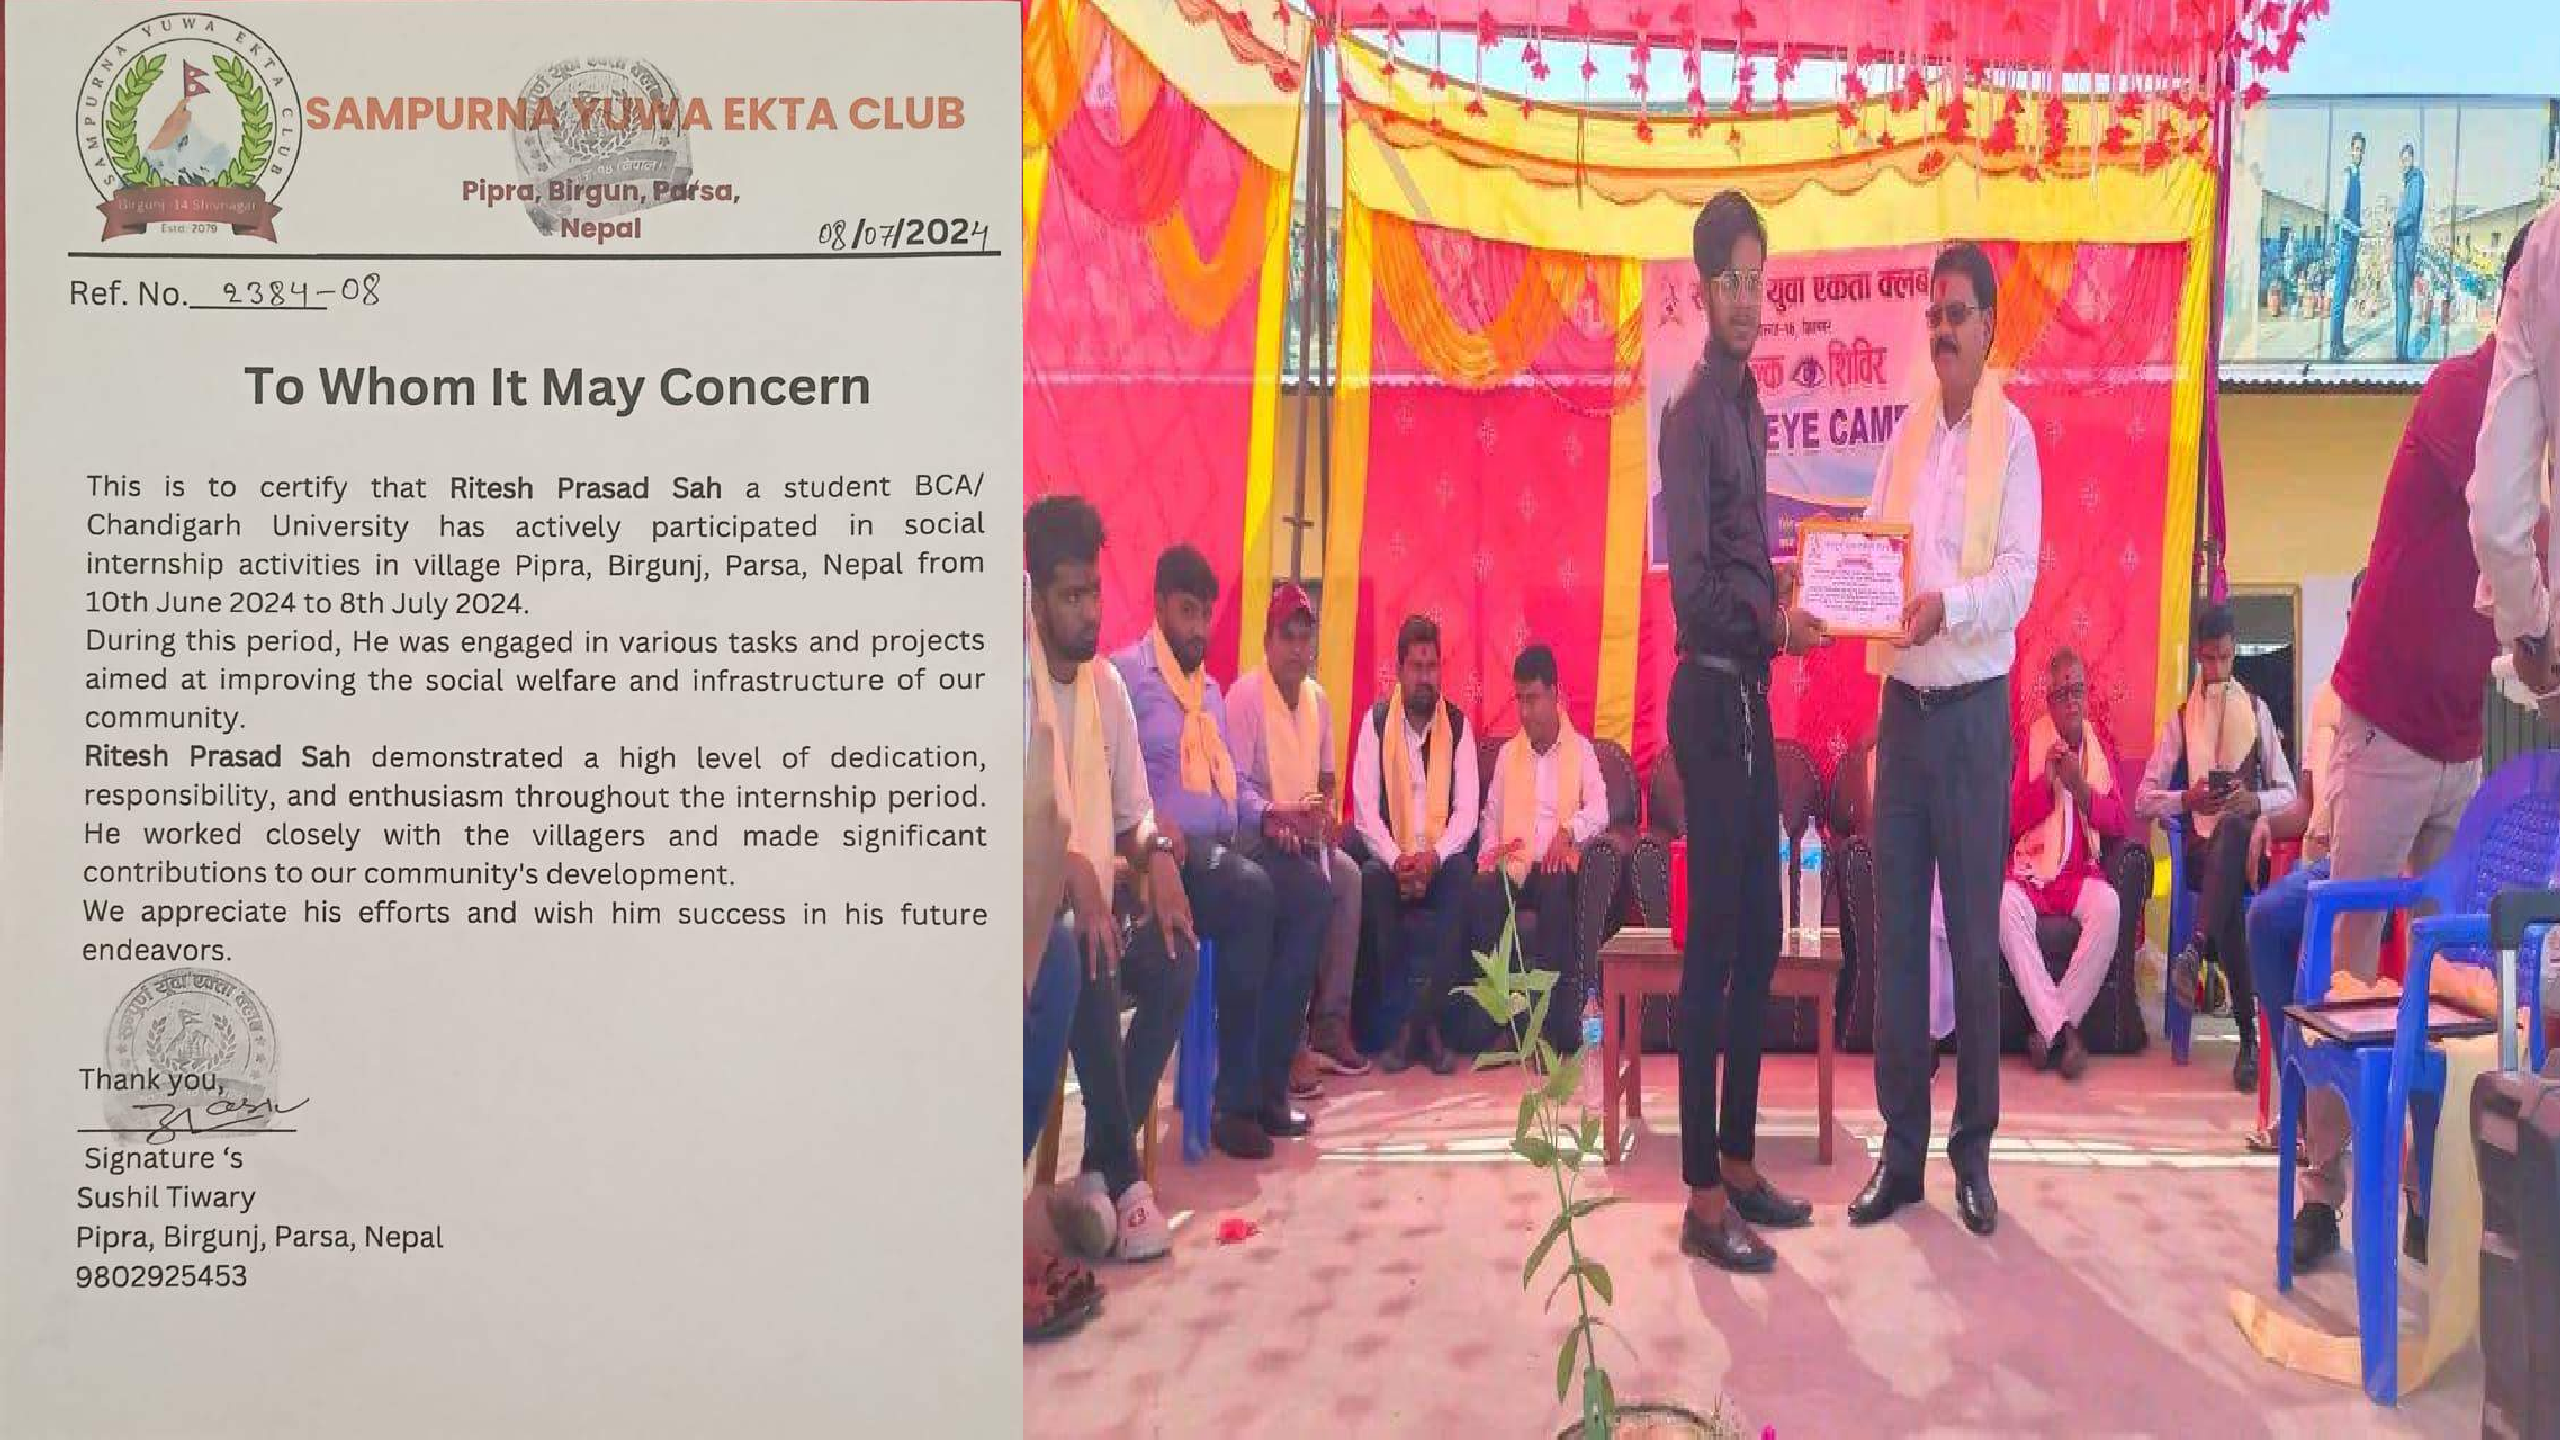 SAMPURNA YUWA EKTA CLUB
Birgunj -14 Shivnagar
Estd: 2079
SAMPURNA YUWA EKTA CLUB
Pipra, Birgun, Parsa,
Nepal
08/07/2024
Ref. No. 2384-08
To Whom It May Concern
This is to certify that Ritesh Prasad Sah a student BCA/
Chandigarh University has actively participated in social
internship activities in village Pipra, Birgunj, Parsa, Nepal from
10th June 2024 to 8th July 2024.
During this period, He was engaged in various tasks and projects
aimed at improving the social welfare and infrastructure of our
community.
Ritesh Prasad Sah demonstrated a high level of dedication,
responsibility, and enthusiasm throughout the internship period.
He worked closely with the villagers and made significant
contributions to our community's development.
We appreciate his efforts and wish him success in his future
endeavors.
सम्पूर्ण युवा एकता क्लब
Thank you,
Signature ‘s
Sushil Tiwary
Pipra, Birgunj, Parsa, Nepal
9802925453
युवा एकता क्लब
शिविर
EYE CAM